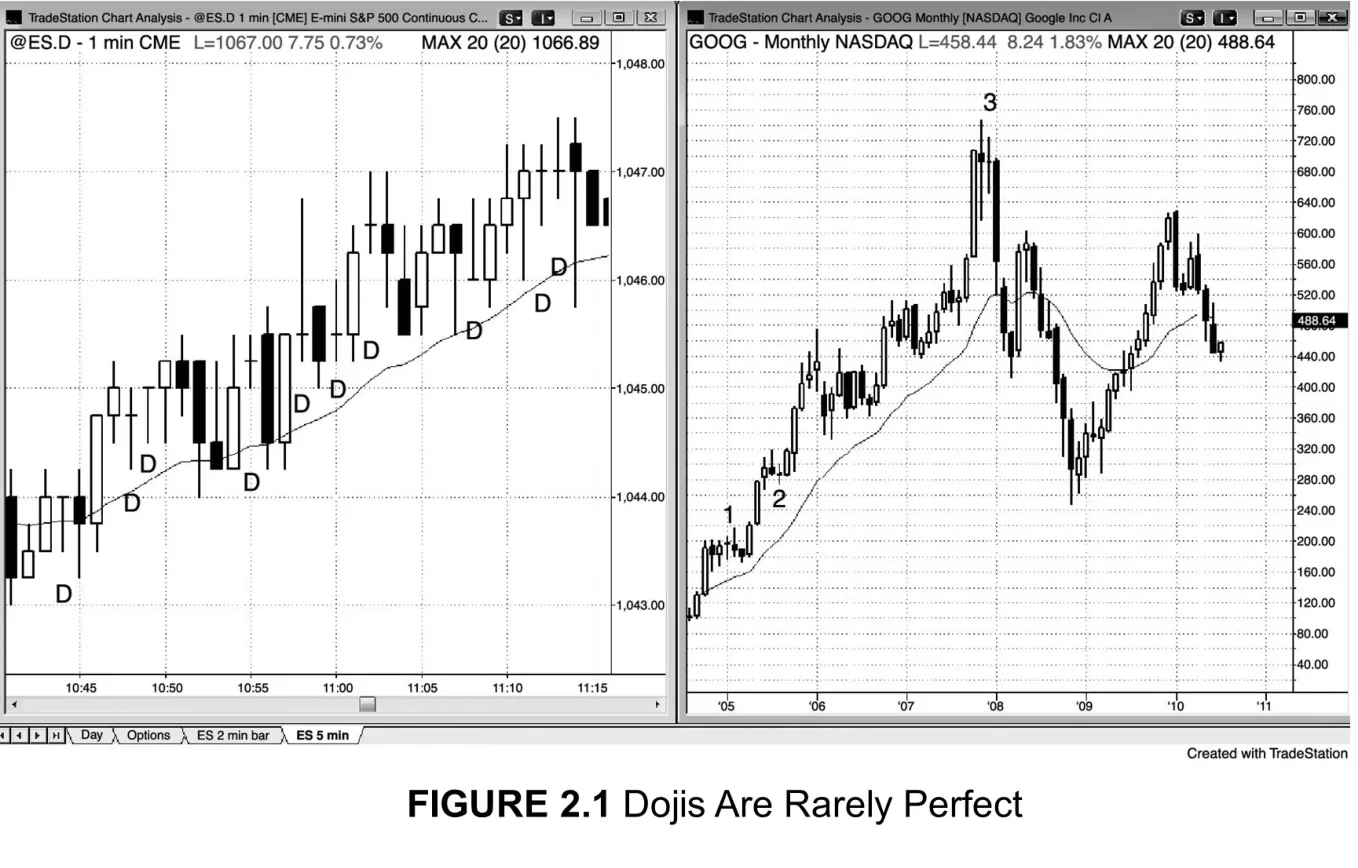 TradeStation Chart Analysis - @ES.D 1 min [CME] E-mini S&P 500 Continuous C...
S
I
@ES.D - 1 min CME L=1067.00 7.75 0.73% MAX 20 (20) 1066.89
1,048.00
1,047.00
1,046.00
1,045.00
1,044.00
1,043.00
D
D
D
D
D
D
D
D
D
D
10:45 10:50 10:55 11:00 11:05 11:10 11:15
Day Options ES 2 min bar ES 5 min
TradeStation Chart Analysis - GOOG Monthly [NASDAQ] Google Inc Cl A
S
I
GOOG - Monthly NASDAQ L=458.44 8.24 1.83% MAX 20 (20) 488.64
1
2
3
800.00
760.00
720.00
680.00
640.00
600.00
560.00
520.00
488.64
440.00
400.00
360.00
320.00
280.00
240.00
200.00
160.00
120.00
80.00
40.00
'05 '06 '07 '08 '09 '10 '11
Created with TradeStation
FIGURE 2.1 Dojis Are Rarely Perfect